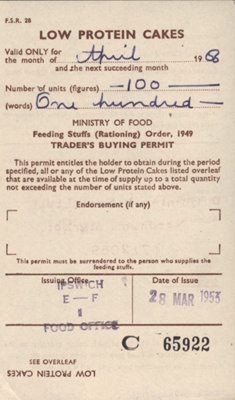 F.S.R. 28
LOW PROTEIN CAKES
Valid ONLY for
the month of April 1953
and the next succeeding month
Number of units (figures) -100-
(words) One hundred
MINISTRY OF FOOD
Feeding Stuffs (Rationing) Order, 1949
TRADER'S BUYING PERMIT
This permit entitles the holder to obtain during the period
specified, all or any of the Low Protein Cakes listed overleaf
that are available at the time of supply up to a total quantity
not exceeding the number of units stated above.
Endorsement (if any)
This permit must be surrendered to the person who supplies the
feeding stuffs.
Issuing Office
Date
IPSWICH
E-F
1
FOOD OFFICE
28 MAR 1953
C 65922
SEE OVERLEAF
LOW PROTEIN CAKES